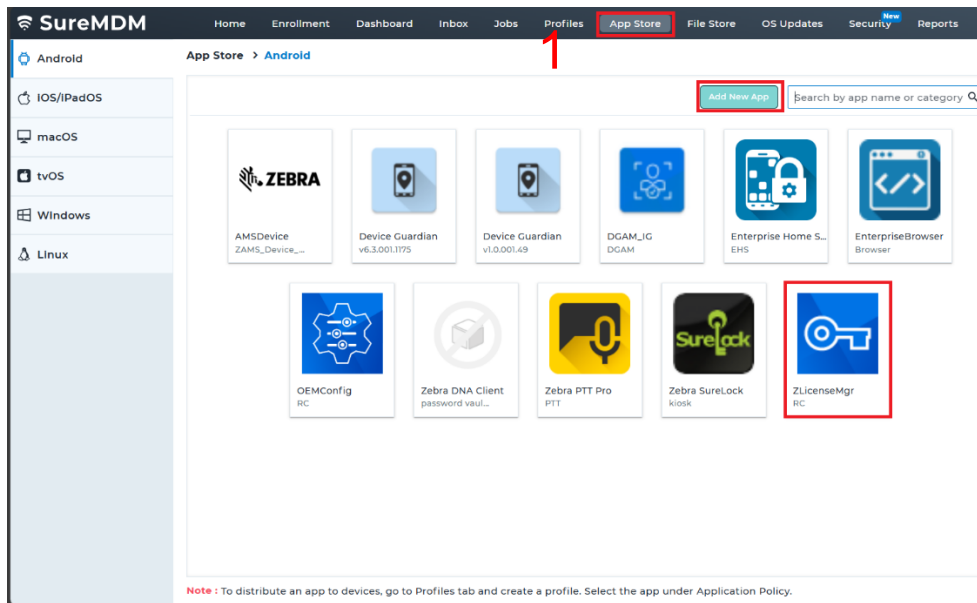 SureMDM
Home Enrollment Dashboard Inbox Jobs Profiles App Store File Store OS Updates Security New Reports
1
Android
iOS/iPadOS
macOS
tvOS
Windows
Linux
App Store > Android
Add New App
Search by app name or category
ZEBRA
AMSDevice
ZAMS_Device_...
Device Guardian
v6.3.001.1175
Device Guardian
v1.0.001.49
DGAM_IG
DGAM
Enterprise Home S...
EHS
EnterpriseBrowser
Browser
OEMConfig
RC
Zebra DNA Client
password vaul...
Zebra PTT Pro
PTT
SureLock
Zebra SureLock
kiosk
ZLicenseMgr
RC
Note : To distribute an app to devices, go to Profiles tab and create a profile. Select the app under Application Policy.